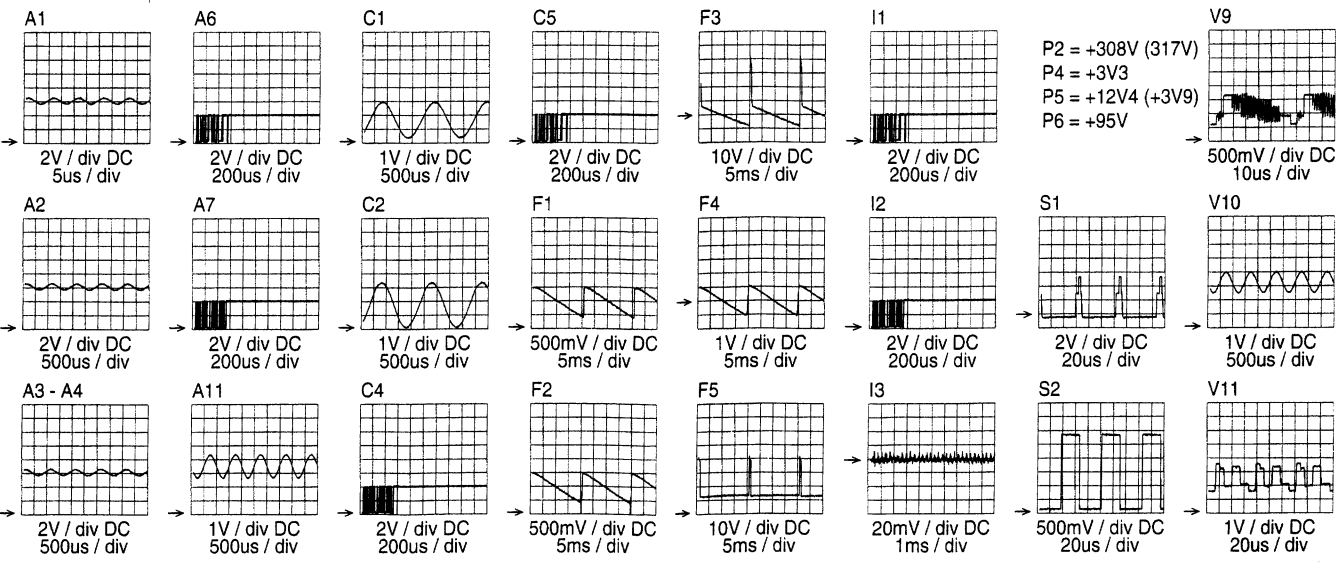 A1
2V / div DC
5us / div
A6
2V / div DC
200us / div
C1
1V / div DC
500us / div
C5
2V / div DC
200us / div
F3
10V / div DC
5ms / div
I1
2V / div DC
200us / div
P2 = +308V (317V)
P4 = +3V3
P5 = +12V4 (+3V9)
P6 = +95V
V9
500mV / div DC
10us / div
A2
2V / div DC
500us / div
A7
2V / div DC
200us / div
C2
1V / div DC
500us / div
F1
500mV / div DC
5ms / div
F4
1V / div DC
5ms / div
I2
2V / div DC
200us / div
S1
2V / div DC
20us / div
V10
1V / div DC
500us / div
A3 - A4
2V / div DC
500us / div
A11
1V / div DC
500us / div
C4
2V / div DC
200us / div
F2
500mV / div DC
5ms / div
F5
10V / div DC
5ms / div
I3
20mV / div DC
1ms / div
S2
500mV / div DC
20us / div
V11
1V / div DC
20us / div